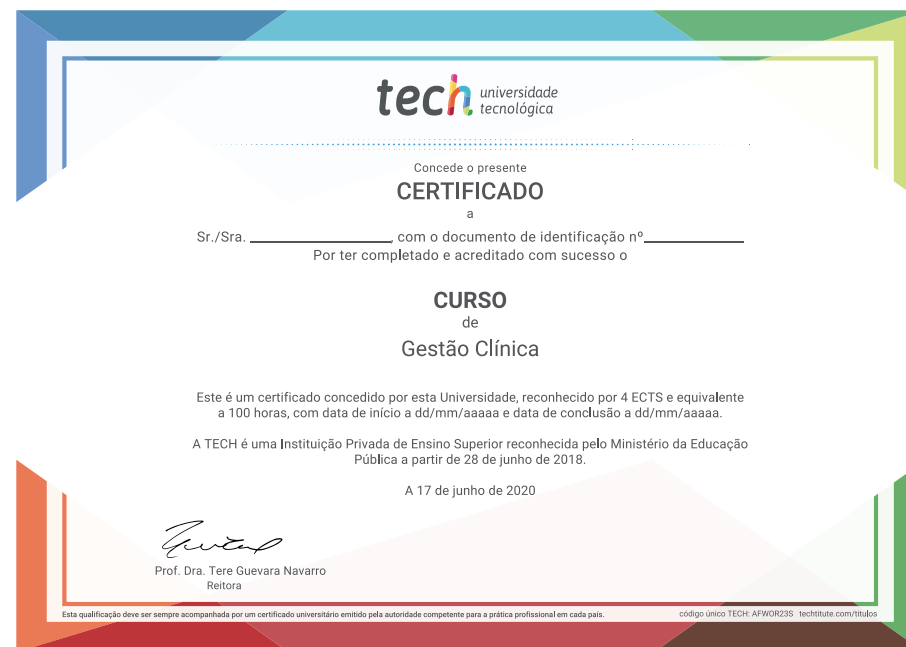 tech universidade
tecnológica
Concede o presente
CERTIFICADO
a
Sr./Sra. ____________________, com o documento de identificação nº______________
Por ter completado e acreditado com sucesso o
CURSO
de
Gestão Clínica
Este é um certificado concedido por esta Universidade, reconhecido por 4 ECTS e equivalente
a 100 horas, com data de início a dd/mm/aaaaa e data de conclusão a dd/mm/aaaaa.
A TECH é uma Instituição Privada de Ensino Superior reconhecida pelo Ministério da Educação
Pública a partir de 28 de junho de 2018.
A 17 de junho de 2020
Prof. Dra. Tere Guevara Navarro
Reitora
Esta qualificação deve ser sempre acompanhada por um certificado universitário emitido pela autoridade competente para a prática profissional em cada país.
código único TECH: AFWOR23S techtitute.com/titulos